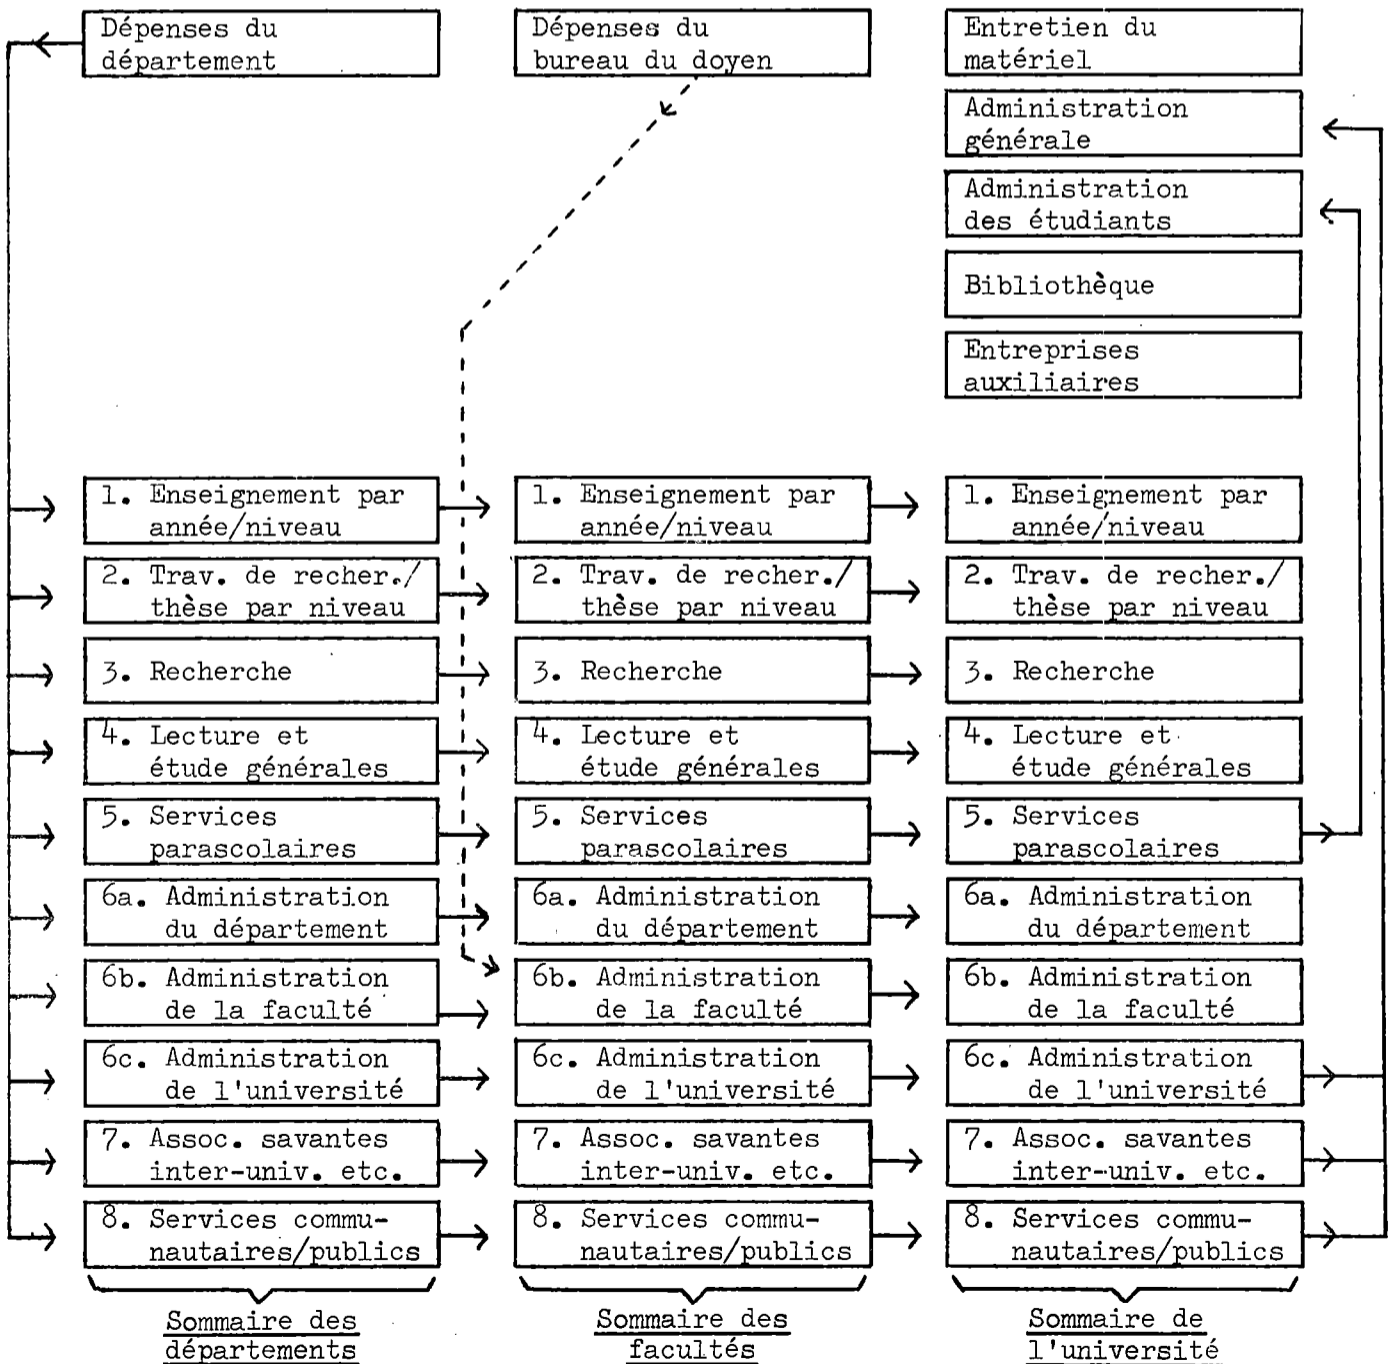 Dépenses du
département
Dépenses du
bureau du doyen
Entretien du
matériel
Administration
générale
Administration
des étudiants
Bibliothèque
Entreprises
auxiliaires
1. Enseignement par
année/niveau
2. Trav. de recher./
thèse par niveau
3. Recherche
4. Lecture et
étude générales
5. Services
parascolaires
6a. Administration
du département
6b. Administration
de la faculté
6c. Administration
de l'université
7. Assoc. savantes
inter-univ. etc.
8. Services commu-
nautaires/publics
Sommaire des
départements
1. Enseignement par
année/niveau
2. Trav. de recher./
thèse par niveau
3. Recherche
4. Lecture et
étude générales
5. Services
parascolaires
6a. Administration
du département
6b. Administration
de la faculté
6c. Administration
de l'université
7. Assoc. savantes
inter-univ. etc.
8. Services commu-
nautaires/publics
Sommaire des
facultés
1. Enseignement par
année/niveau
2. Trav. de recher./
thèse par niveau
3. Recherche
4. Lecture et
étude générales
5. Services
parascolaires
6a. Administration
du département
6b. Administration
de la faculté
6c. Administration
de l'université
7. Assoc. savantes
inter-univ. etc.
8. Services commu-
nautaires/publics
Sommaire de
l'université